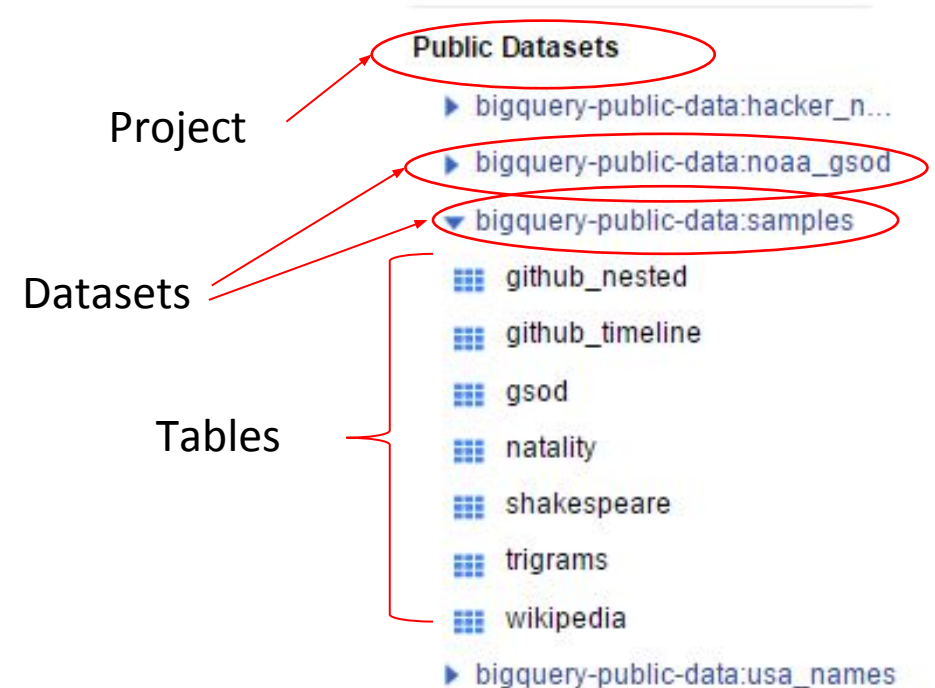 Public Datasets
Project
bigquery-public-data:hacker_n...
bigquery-public-data:noaa_gsod
bigquery-public-data:samples
Datasets
github_nested
github_timeline
gsod
Tables
natality
shakespeare
trigrams
wikipedia
bigquery-public-data:usa_names